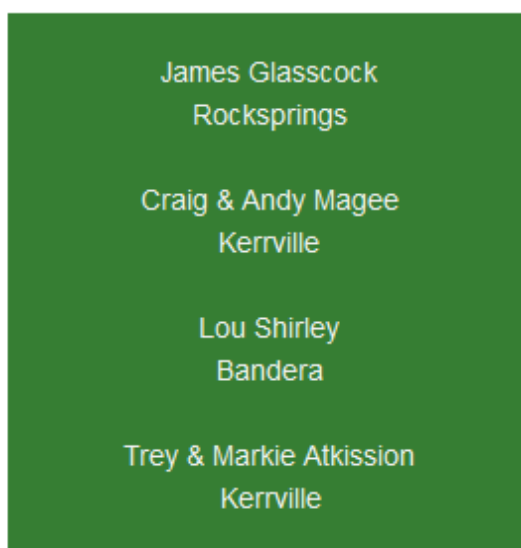 James Glasscock
Rocksprings
Craig & Andy Magee
Kerrville
Lou Shirley
Bandera
Trey & Markie Atkission
Kerrville